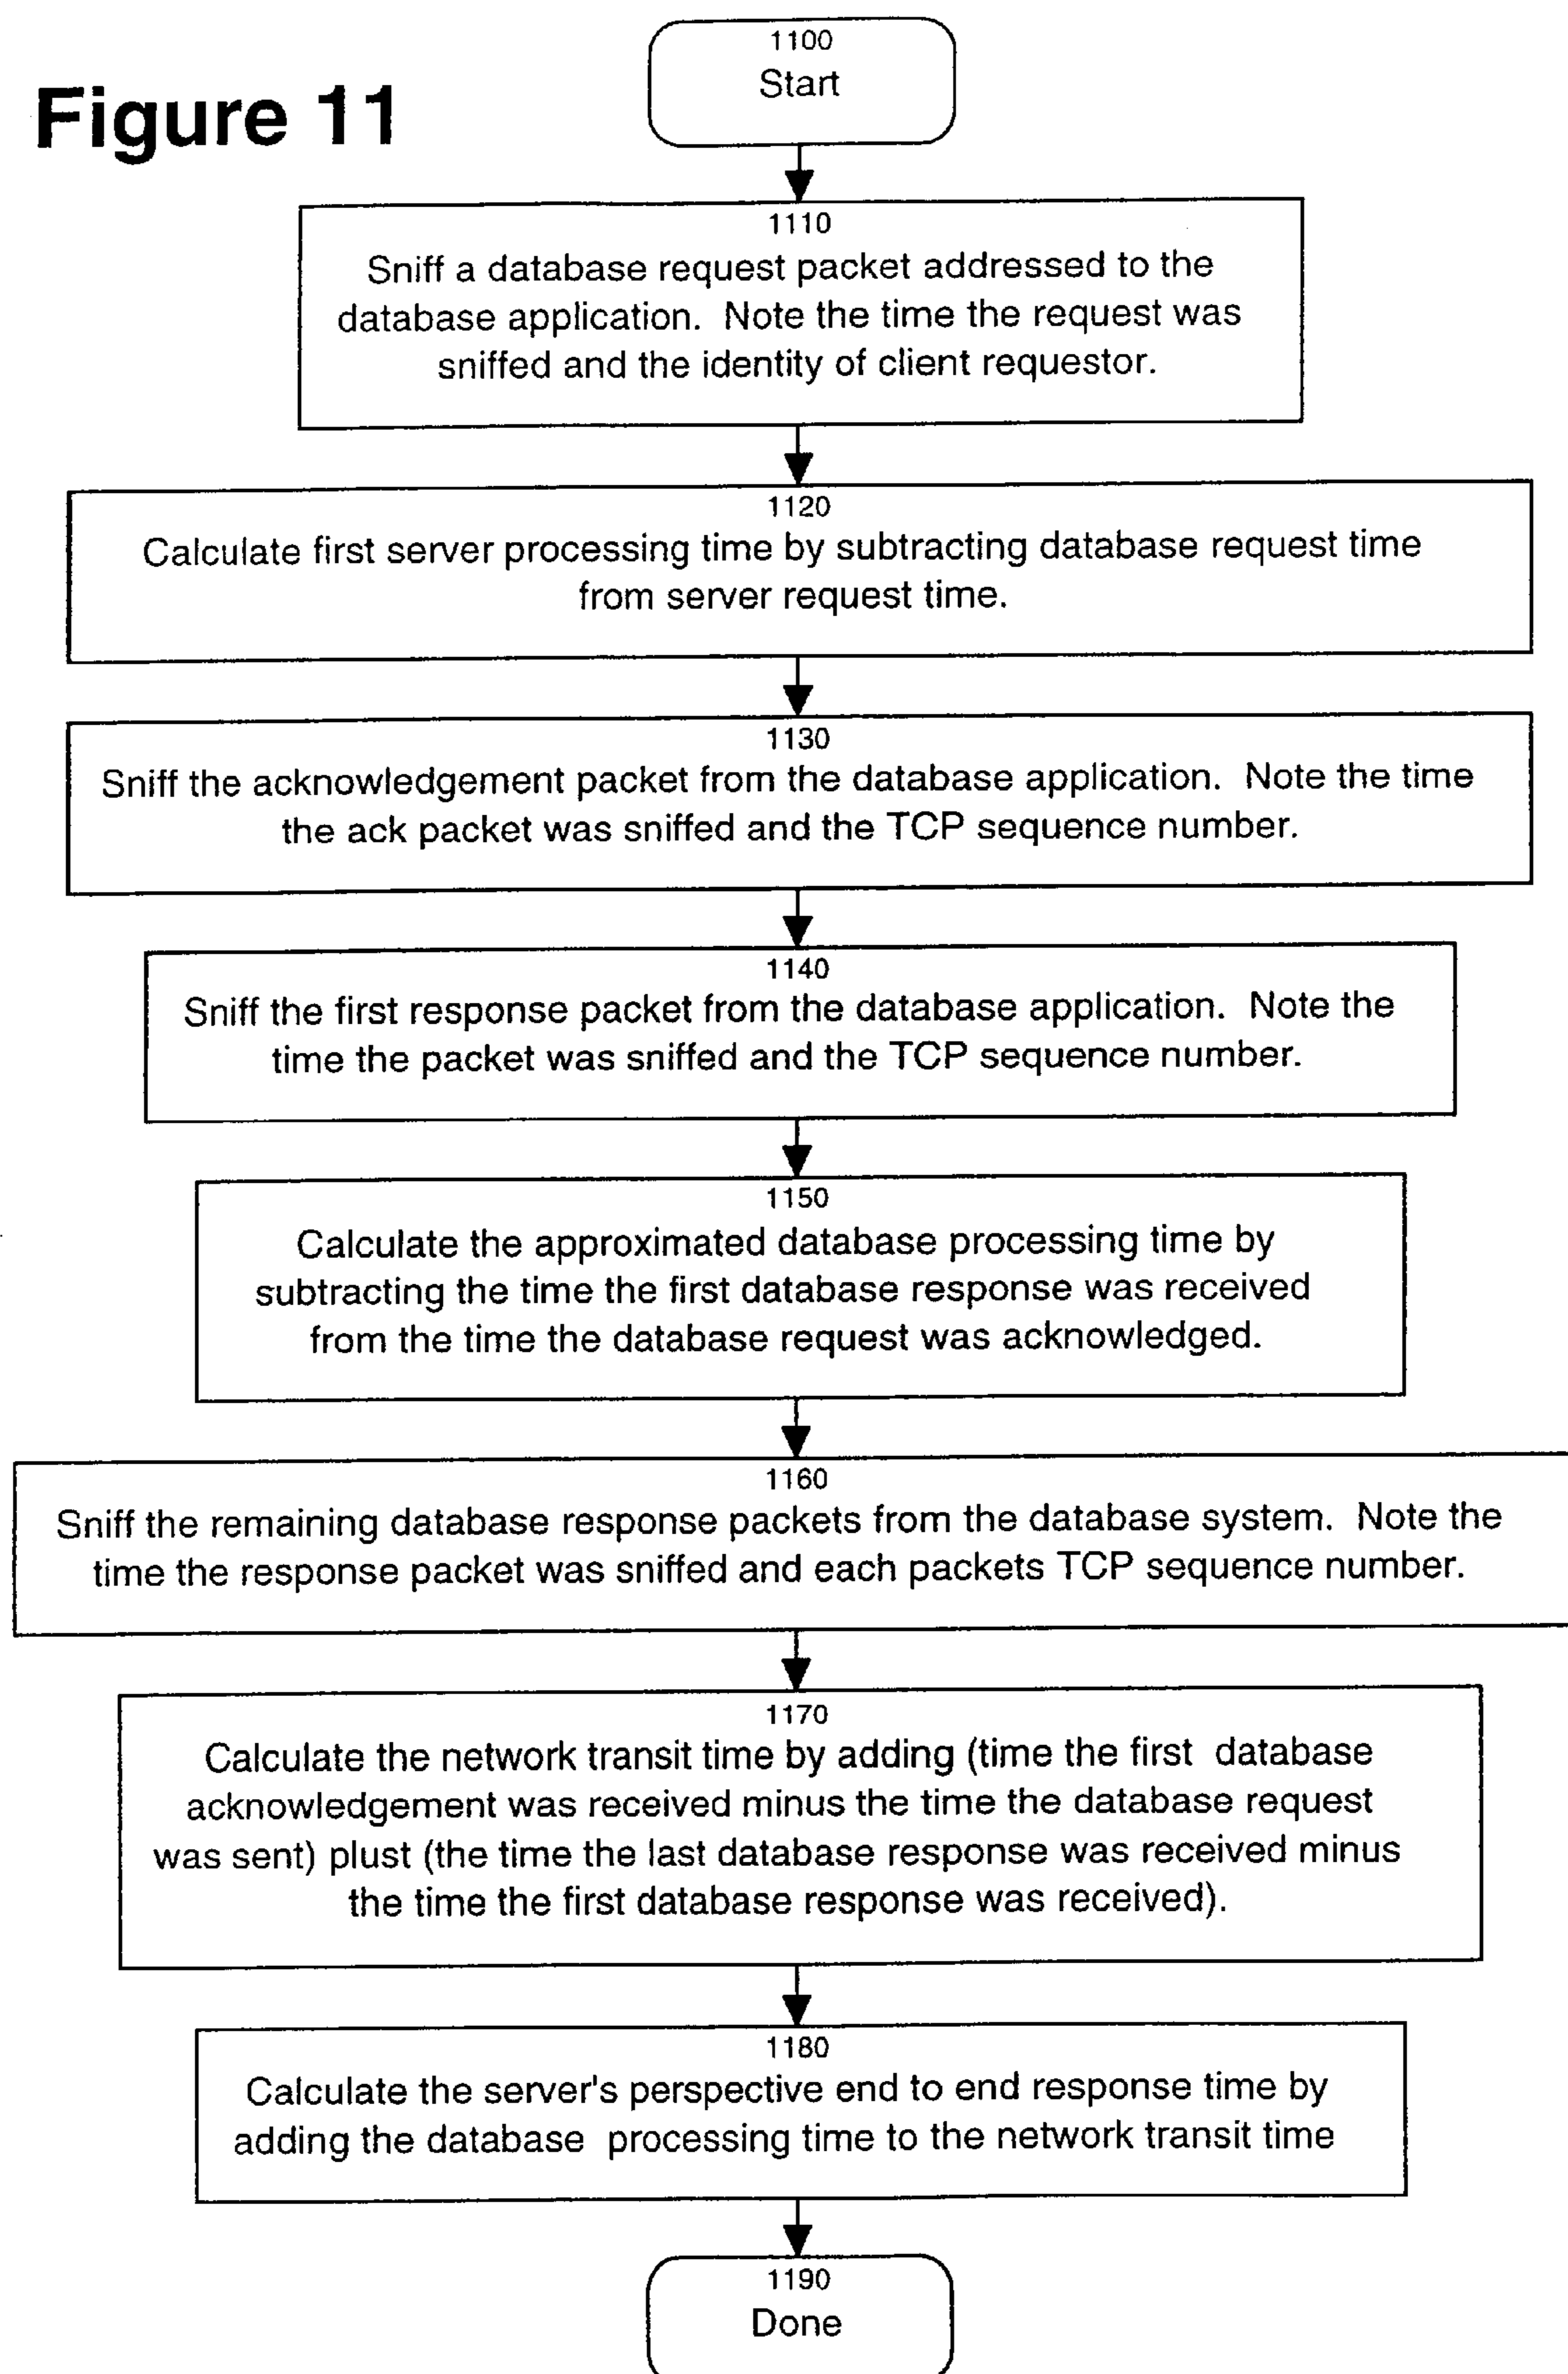 Figure 11
1100
Start
1110
Sniff a database request packet addressed to the
database application. Note the time the request was
sniffed and the identity of client requestor.
1120
Calculate first server processing time by subtracting database request time
from server request time.
1130
Sniff the acknowledgement packet from the database application. Note the time
the ack packet was sniffed and the TCP sequence number.
1140
Sniff the first response packet from the database application. Note the
time the packet was sniffed and the TCP sequence number.
1150
Calculate the approximated database processing time by
subtracting the time the first database response was received
from the time the database request was acknowledged.
1160
Sniff the remaining database response packets from the database system. Note the
time the response packet was sniffed and each packets TCP sequence number.
1170
Calculate the network transit time by adding (time the first database
acknowledgement was received minus the time the database request
was sent) plust (the time the last database response was received minus
the time the first database response was received).
1180
Calculate the server's perspective end to end response time by
adding the database processing time to the network transit time
1190
Done